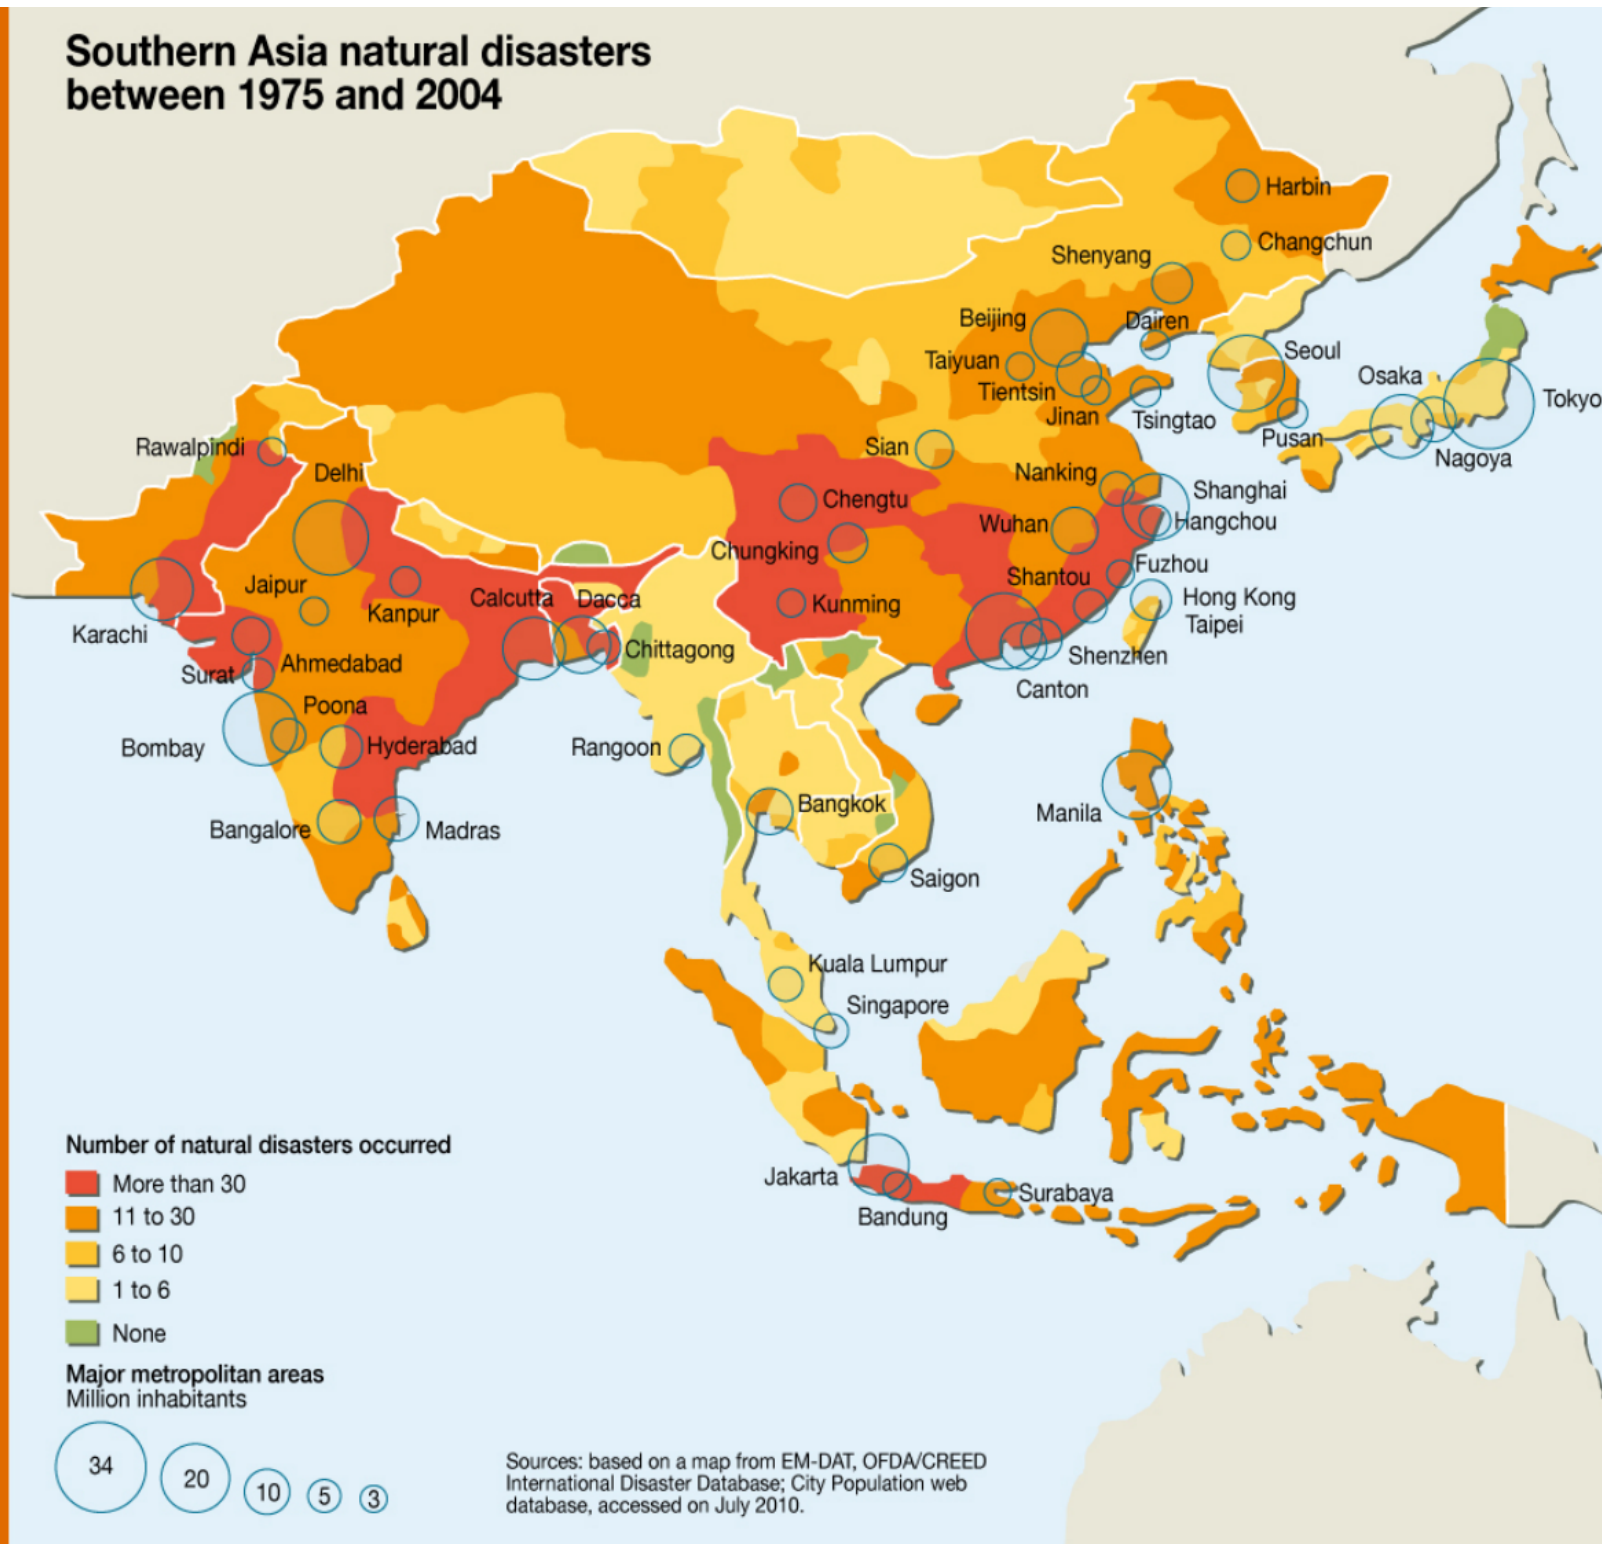 Southern Asia natural disasters
between 1975 and 2004
Harbin
Changchun
Shenyang
Beijing
Dairen
Taiyuan
Seoul
Tientsin
Osaka
Jinan
Tsingtao
Tokyo
Pusan
Nagoya
Rawalpindi
Sian
Delhi
Nanking
Shanghai
Chengtu
Wuhan
Hangchou
Chungking
Fuzhou
Jaipur
Shantou
Kanpur
Calcutta
Dacca
Kunming
Hong Kong
Taipei
Karachi
Chittagong
Ahmedabad
Shenzhen
Surat
Canton
Poona
Bombay
Hyderabad
Rangoon
Bangkok
Manila
Bangalore
Madras
Saigon
Kuala Lumpur
Singapore
Jakarta
Surabaya
Bandung
Number of natural disasters occurred
More than 30
11 to 30
6 to 10
1 to 6
None
Major metropolitan areas
Million inhabitants
34
20
10
5
3
Sources: based on a map from EM-DAT, OFDA/CREED
International Disaster Database; City Population web
database, accessed on July 2010.